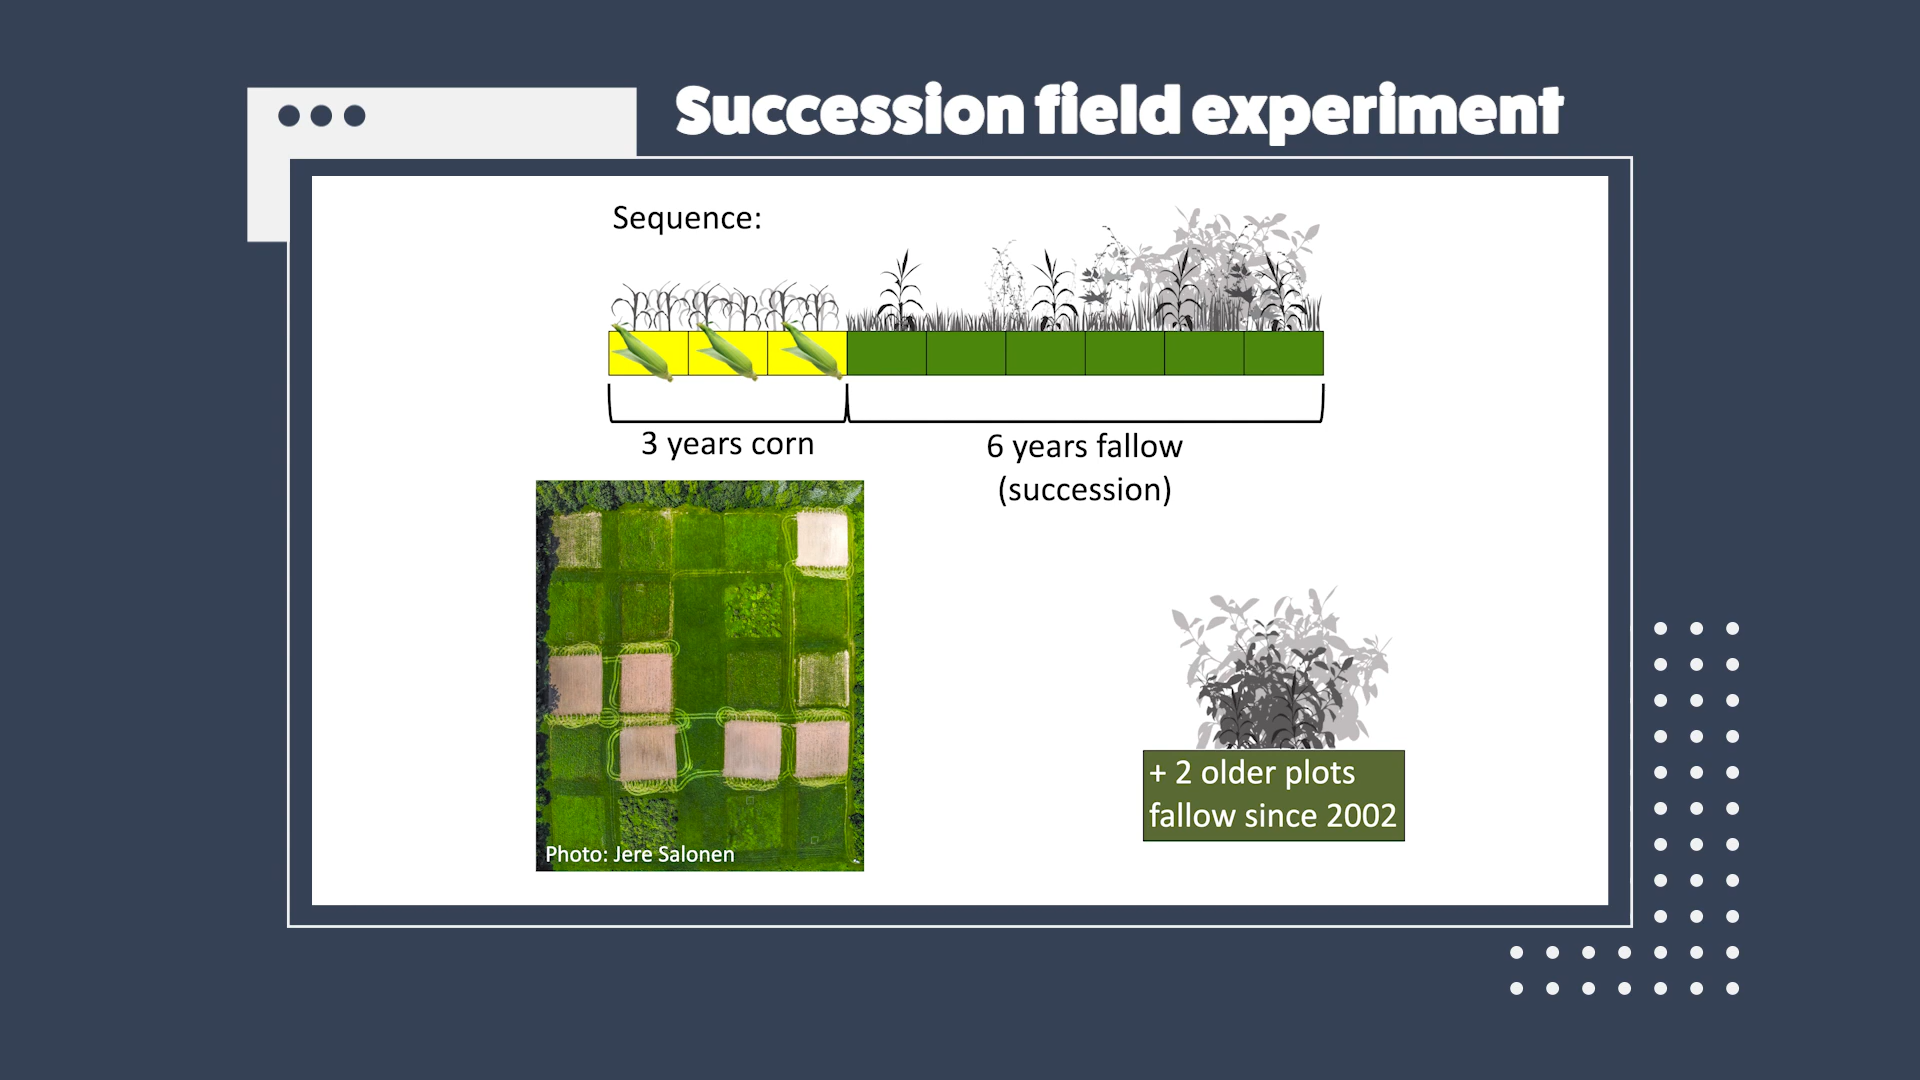 Succession field experiment
Sequence:
3 years corn
6 years fallow
(succession)
Photo: Jere Salonen
+ 2 older plots
fallow since 2002